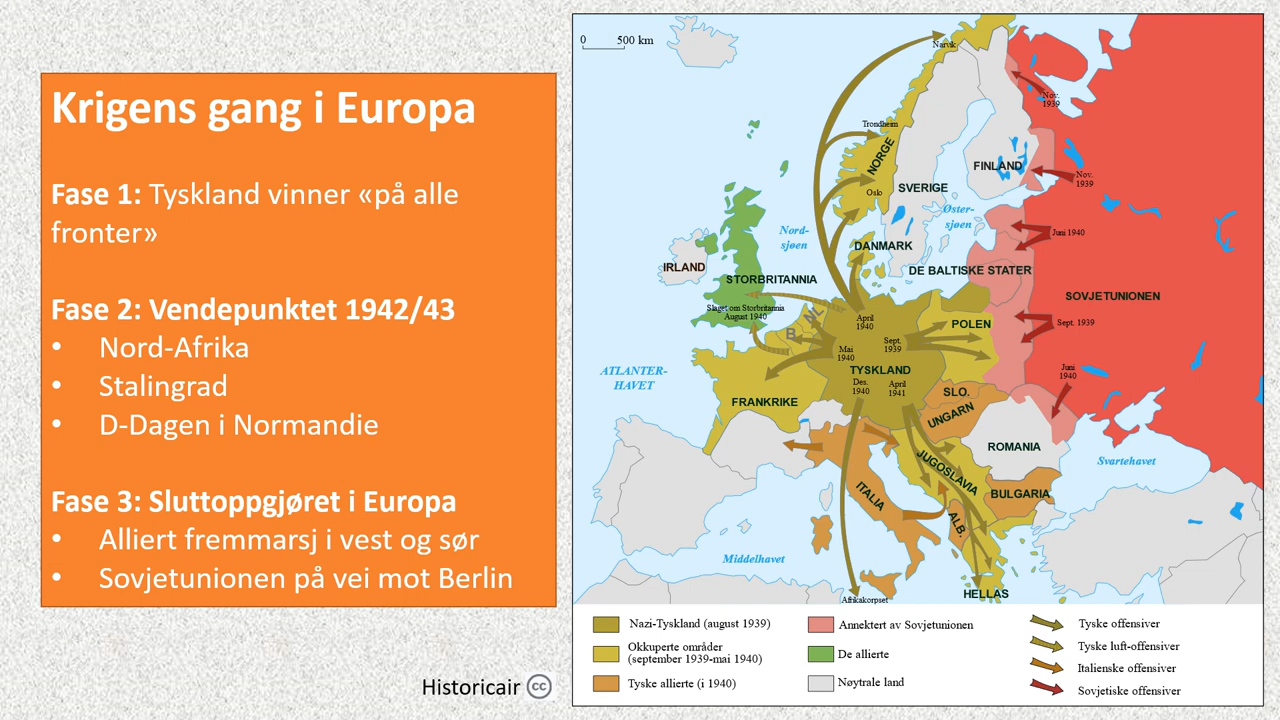 Krigens gang i Europa
Fase 1: Tyskland vinner «på alle
fronter»
Fase 2: Vendepunktet 1942/43
• Nord-Afrika
• Stalingrad
• D-Dagen i Normandie
Fase 3: Sluttoppgjøret i Europa
• Alliert fremmarsj i vest og sør
• Sovjetunionen på vei mot Berlin
Historicair cc
0 500 km
Narvik
Nov.
1939
Trondheim
NORGE
FINLAND
Nov.
1939
Oslo
SVERIGE
Øster-
sjøen
Nord-
sjøen
Juni 1940
DANMARK
IRLAND
STORBRITANNIA
DE BALTISKE STATER
SOVJETUNIONEN
Slaget om Storbritannia
August 1940
NL
B.
April
1940
POLEN
Sept. 1939
Mai
1940
Sept.
1939
TYSKLAND
Juni
1940
ATLANTER-
HAVET
Des.
1940
April
1941
SLO.
FRANKRIKE
UNGARN
ROMANIA
JUGOSLAVIA
Svartehavet
ITALIA
BULGARIA
ALB.
Middelhavet
HELLAS
Afrikakorpset
Nazi-Tyskland (august 1939)
Okkuperte områder
(september 1939-mai 1940)
Tyske allierte (i 1940)
Annektert av Sovjetunionen
De allierte
Nøytrale land
Tyske offensiver
Tyske luft-offensiver
Italienske offensiver
Sovjetiske offensiver